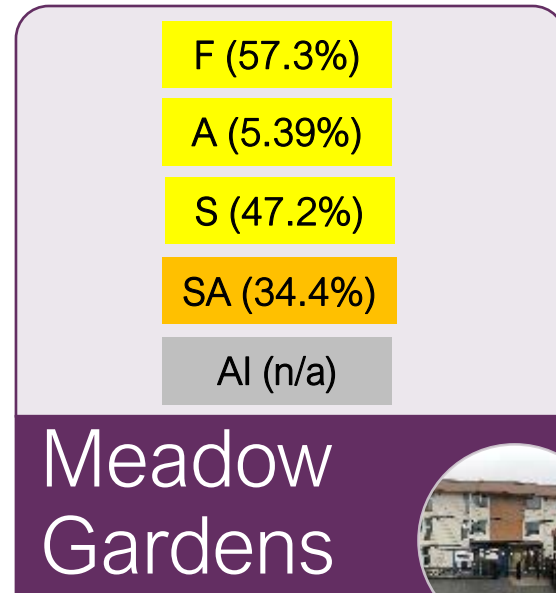 F (57.3%)
A (5.39%)
S (47.2%)
SA (34.4%)
AI (n/a)
Meadow
Gardens